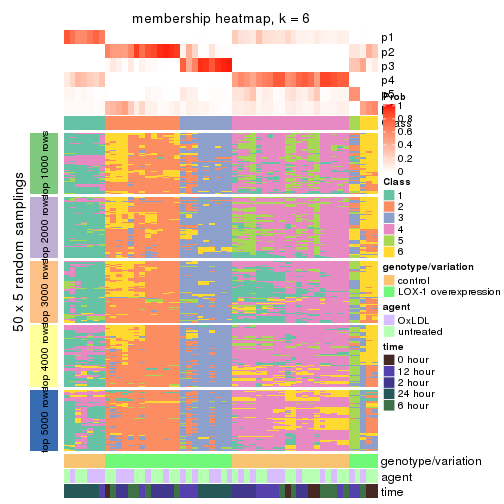 membership heatmap, k = 6
p1
p2
p3
p4
p5
p6
Prob
1
0.8
0.6
0.4
0.2
0
Class
Class
1
2
3
4
5
6
genotype/variation
control
LOX-1 overexpression
agent
OxLDL
untreated
time
0 hour
12 hour
2 hour
24 hour
6 hour
50 x 5 random samplings
top 1000 rows
top 2000 rows
top 3000 rows
top 4000 rows
top 5000 rows
genotype/variation
agent
time